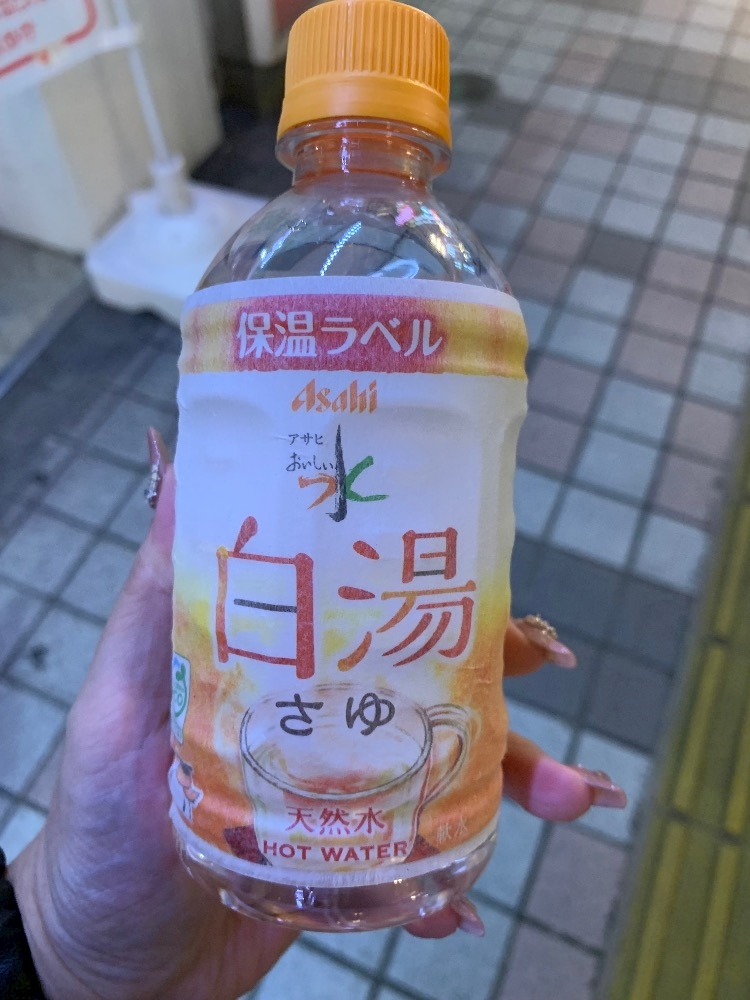 保温ラベル
Asahi
アサヒ
おいしい水
白湯
さゆ
天然水
HOT WATER